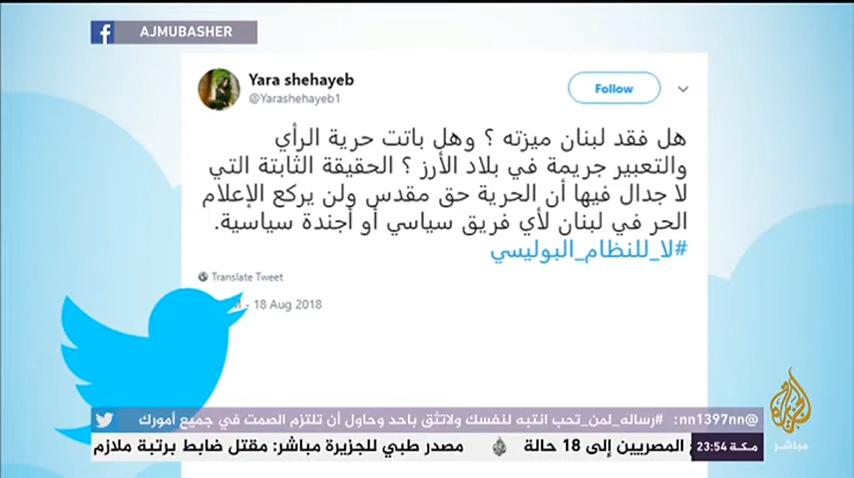 AJMUBASHER
Yara shehayeb
@Yarashehayeb1
Follow
هل فقد لبنان ميزته ؟ وهل باتت حرية الرأي
والتعبير جريمة في بلاد الأرز ؟ الحقيقة الثابتة التي
لا جدال فيها أن الحرية حق مقدس ولن يركع الإعلام
الحر في لبنان لأي فريق سياسي أو أجندة سياسية.
#لا_للنظام_البوليسي
Translate Tweet
- 18 Aug 2018
@nn1397nn: #رساله_لمن_تحب انتبه لنفسك ولاتثق باحد وحاول أن تلتزم الصمت في جميع أمورك
الجزيرة
مباشر
مكة 23:54
المصريين إلى 18 حالة
مصدر طبي للجزيرة مباشر: مقتل ضابط برتبة ملازم